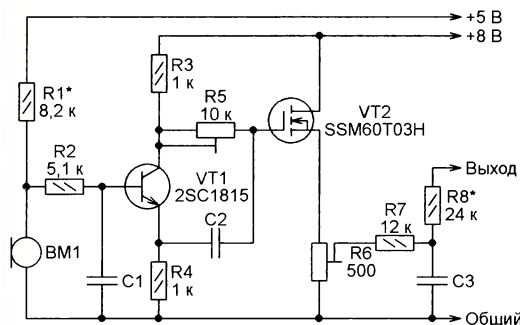 +5 В
+8 В
R3
1 к
R1*
8,2 к
R5
10 к
VT2
SSM60T03H
R2
5,1 к
VT1
2SC1815
Выход
R8*
24 к
R7
12 к
C2
BM1
C1
R4
1 к
R6
500
C3
Общий